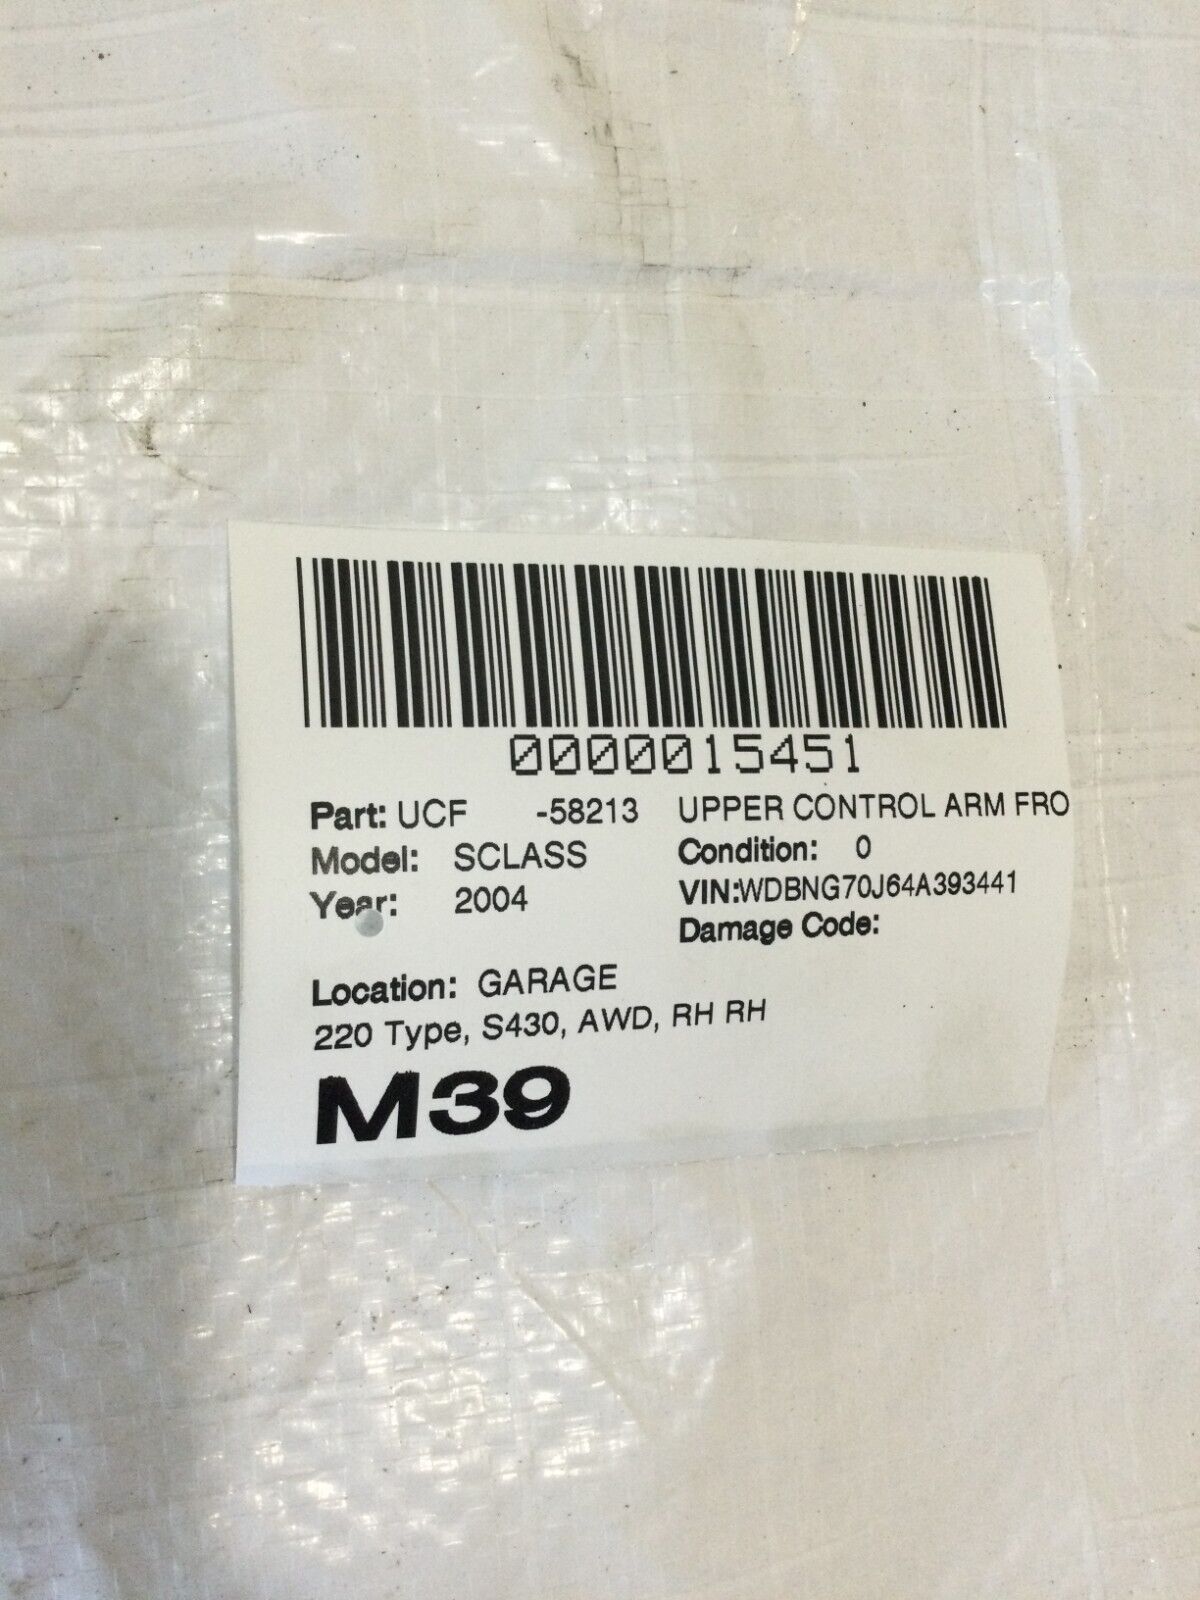 0000015451
Part: UCF -58213 UPPER CONTROL ARM FRO
Model: SCLASS Condition: 0
Year: 2004 VIN:WDBNG70J64A393441
Damage Code:
Location: GARAGE
220 Type, S430, AWD, RH RH
M39